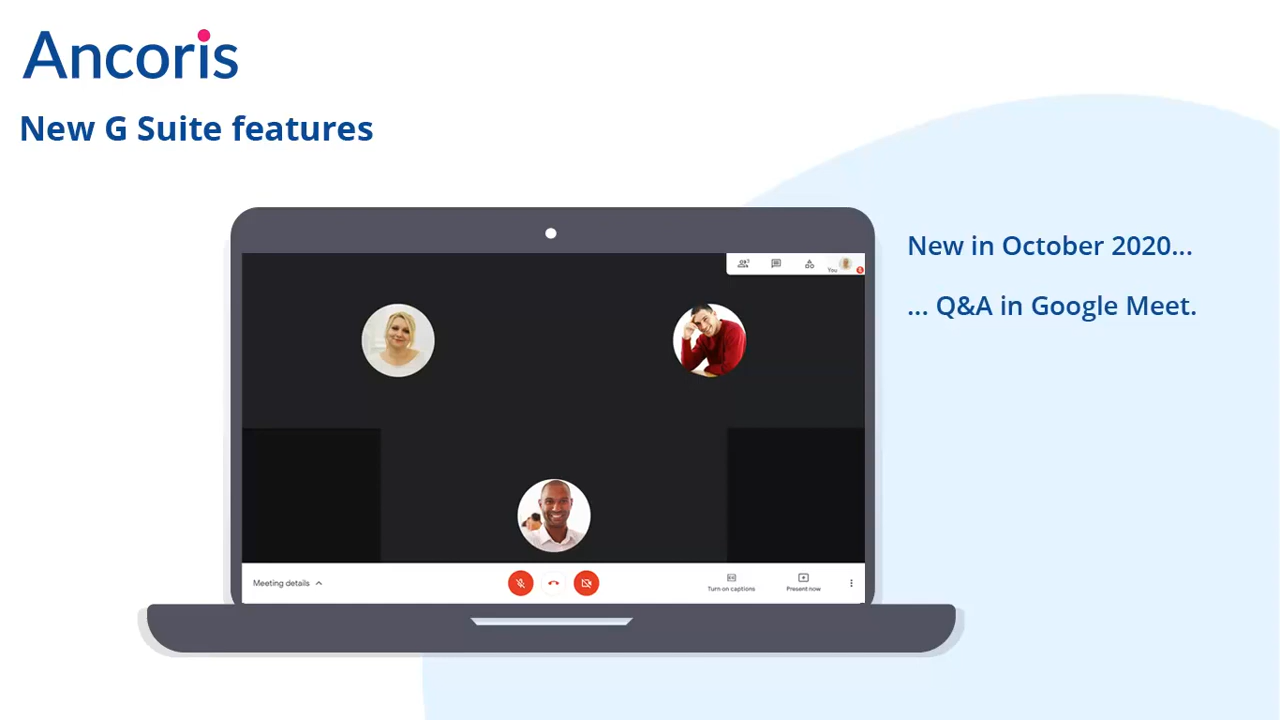 Ancoris
New G Suite features
New in October 2020...
... Q&A in Google Meet.
3
You
Meeting details
Turn on captions
Present now